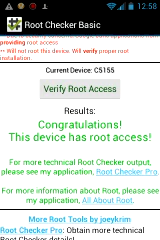 12:58
Root Checker Basic
providing root access
** Will not root this device. Will verify proper root
installation.
Current Device: C5155
Verify Root Access
Results:
Congratulations!
This device has root access!
For more technical Root Checker output,
please see my application, Root Checker Pro.
For more information about Root, please see
my application, All About Root.
More Root Tools by joeykrim
Root Checker Pro: Obtain more technical
Root Checker details!